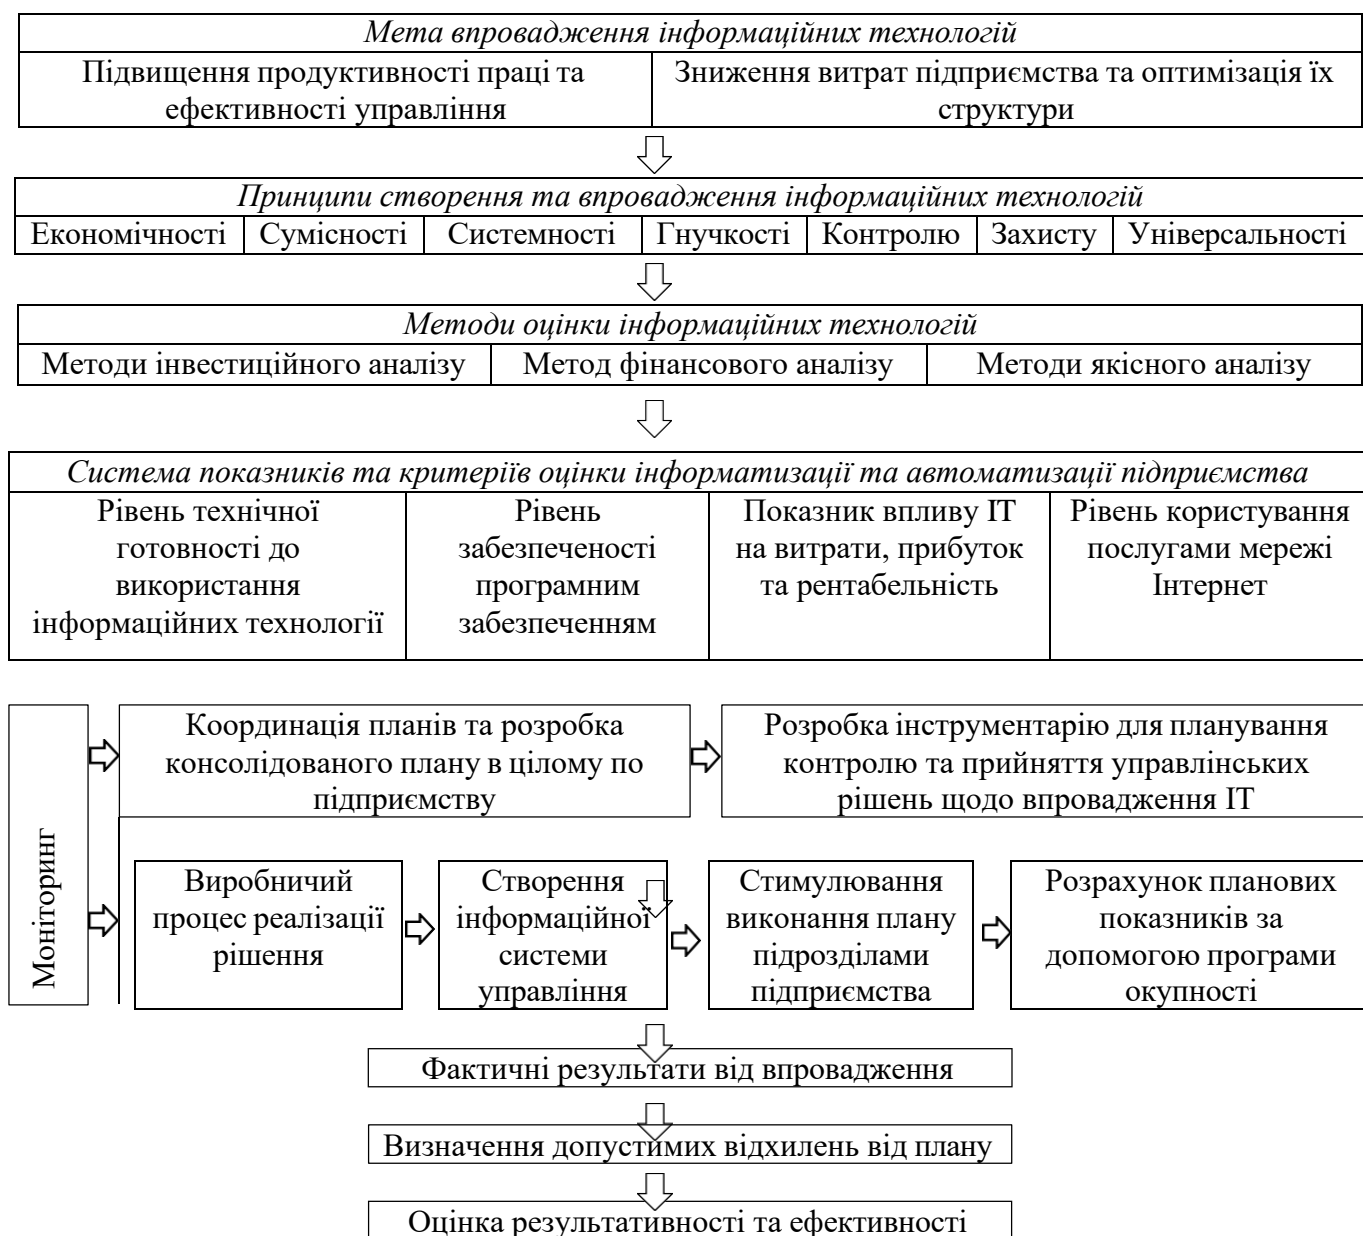 Мета впровадження інформаційних технологій
Підвищення продуктивності праці та
ефективності управління
Зниження витрат підприємства та оптимізація їх
структури
Принципи створення та впровадження інформаційних технологій
Економічності
Сумісності
Системності
Гнучкості
Контролю
Захисту
Універсальності
Методи оцінки інформаційних технологій
Методи інвестиційного аналізу
Метод фінансового аналізу
Методи якісного аналізу
Система показників та критеріїв оцінки інформатизації та автоматизації підприємства
Рівень технічної
готовності до
використання
інформаційних технології
Рівень
забезпеченості
програмним
забезпеченням
Показник впливу ІТ
на витрати, прибуток
та рентабельність
Рівень користування
послугами мережі
Інтернет
Моніторинг
Координація планів та розробка
консолідованого плану в цілому по
підприємству
Розробка інструментарію для планування
контролю та прийняття управлінських
рішень щодо впровадження ІТ
Виробничий
процес реалізації
рішення
Створення
інформаційної
системи
управління
Стимулювання
виконання плану
підрозділами
підприємства
Розрахунок планових
показників за
допомогою програми
окупності
Фактичні результати від впровадження
Визначення допустимих відхилень від плану
Оцінка результативності та ефективності